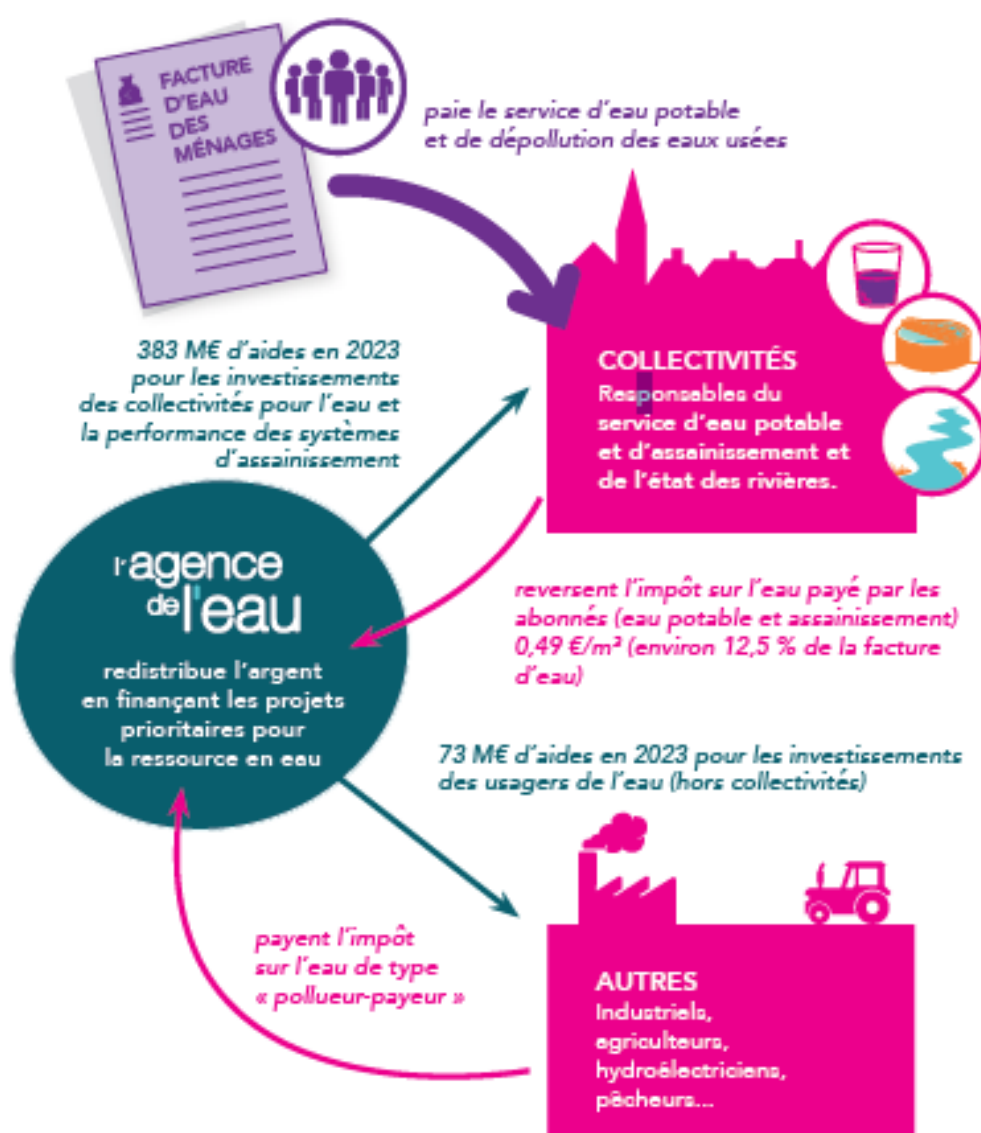 FACTURE
D'EAU
DES
MÉNAGES
paie le service d'eau potable
et de dépollution des eaux usées
383 M€ d'aides en 2023
pour les investissements
des collectivités pour l'eau et
la performance des systèmes
d'assainissement
COLLECTIVITÉS
Responsables du
service d'eau potable
et d'assainissement et
de l'état des rivières.
l'agence
de l'eau
redistribue l'argent
en finançant les projets
prioritaires pour
la ressource en eau
reversent l'impôt sur l'eau payé par les
abonnés (eau potable et assainissement)
0,49 €/m³ (environ 12,5 % de la facture
d'eau)
73 M€ d'aides en 2023 pour les investissements
des usagers de l'eau (hors collectivités)
payent l'impôt
sur l'eau de type
« pollueur-payeur »
AUTRES
Industriels,
agriculteurs,
hydroélectriciens,
pêcheurs...